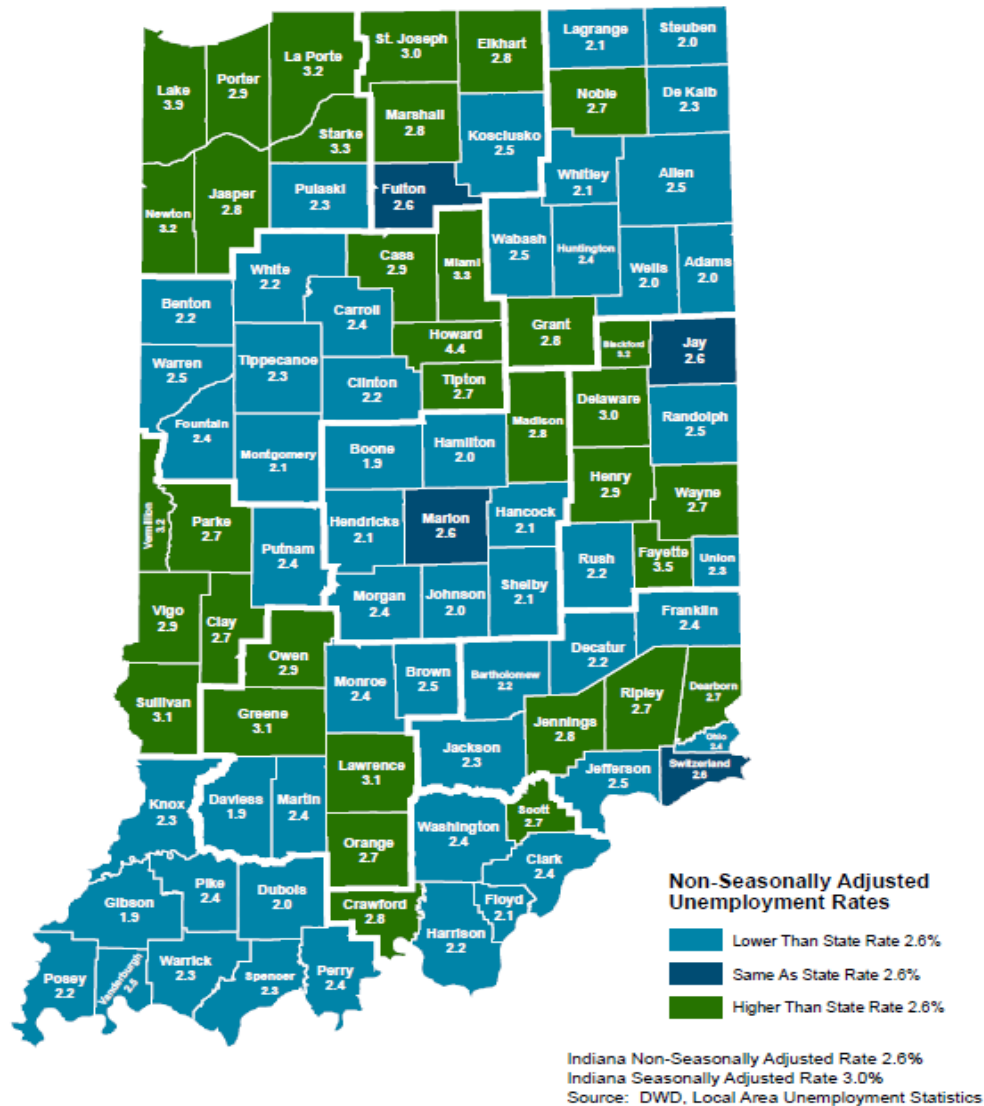 Lagrange
2.1
Steuben
2.0
St. Joseph
3.0
Elkhart
2.8
La Porte
3.2
Porter
2.9
Lake
3.9
Noble
2.7
De Kalb
2.3
Marshall
2.8
Starke
3.3
Kosciusko
2.5
Whitley
2.1
Allen
2.5
Pulaski
2.3
Fulton
2.6
Jasper
2.8
Newton
3.2
Wabash
2.5
Huntington
2.4
Wells
2.0
Adams
2.0
White
2.2
Cass
2.9
Miami
3.3
Benton
2.2
Carroll
2.4
Grant
2.8
Blackford
3.2
Jay
2.6
Howard
4.4
Warren
2.5
Tippecanoe
2.3
Clinton
2.2
Tipton
2.7
Delaware
3.0
Randolph
2.5
Fountain
2.4
Madison
2.8
Montgomery
2.1
Boone
1.9
Hamilton
2.0
Henry
2.9
Wayne
2.7
Vermillion
3.2
Parke
2.7
Hendricks
2.1
Marion
2.6
Hancock
2.1
Putnam
2.4
Rush
2.2
Fayette
3.5
Union
2.3
Morgan
2.4
Johnson
2.0
Shelby
2.1
Vigo
2.9
Clay
2.7
Franklin
2.4
Owen
2.9
Decatur
2.2
Monroe
2.4
Brown
2.5
Bartholomew
2.2
Ripley
2.7
Dearborn
2.7
Sullivan
3.1
Greene
3.1
Jennings
2.8
Ohio
2.4
Jackson
2.3
Lawrence
3.1
Jefferson
2.5
Switzerland
2.6
Knox
2.3
Daviess
1.9
Martin
2.4
Scott
2.7
Washington
2.4
Orange
2.7
Clark
2.4
Pike
2.4
Dubois
2.0
Gibson
1.9
Crawford
2.8
Floyd
2.1
Harrison
2.2
Posey
2.2
Vanderburgh
Warrick
2.3
Spencer
2.3
Perry
2.4
Non-Seasonally Adjusted
Unemployment Rates
Lower Than State Rate 2.6%
Same As State Rate 2.6%
Higher Than State Rate 2.6%
Indiana Non-Seasonally Adjusted Rate 2.6%
Indiana Seasonally Adjusted Rate 3.0%
Source: DWD, Local Area Unemployment Statistics